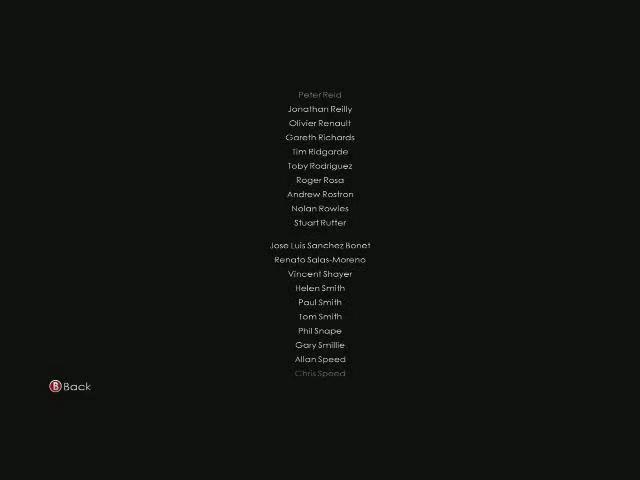 Peter Reid
Jonathan Reilly
Olivier Renault
Gareth Richards
Tim Ridgarde
Toby Rodriguez
Roger Rosa
Andrew Rostron
Nolan Rowles
Stuart Rutter
Jose Luis Sanchez Bonet
Renato Salas-Moreno
Vincent Shayer
Helen Smith
Paul Smith
Tom Smith
Phil Snape
Gary Smillie
Allan Speed
Chris Speed
B Back